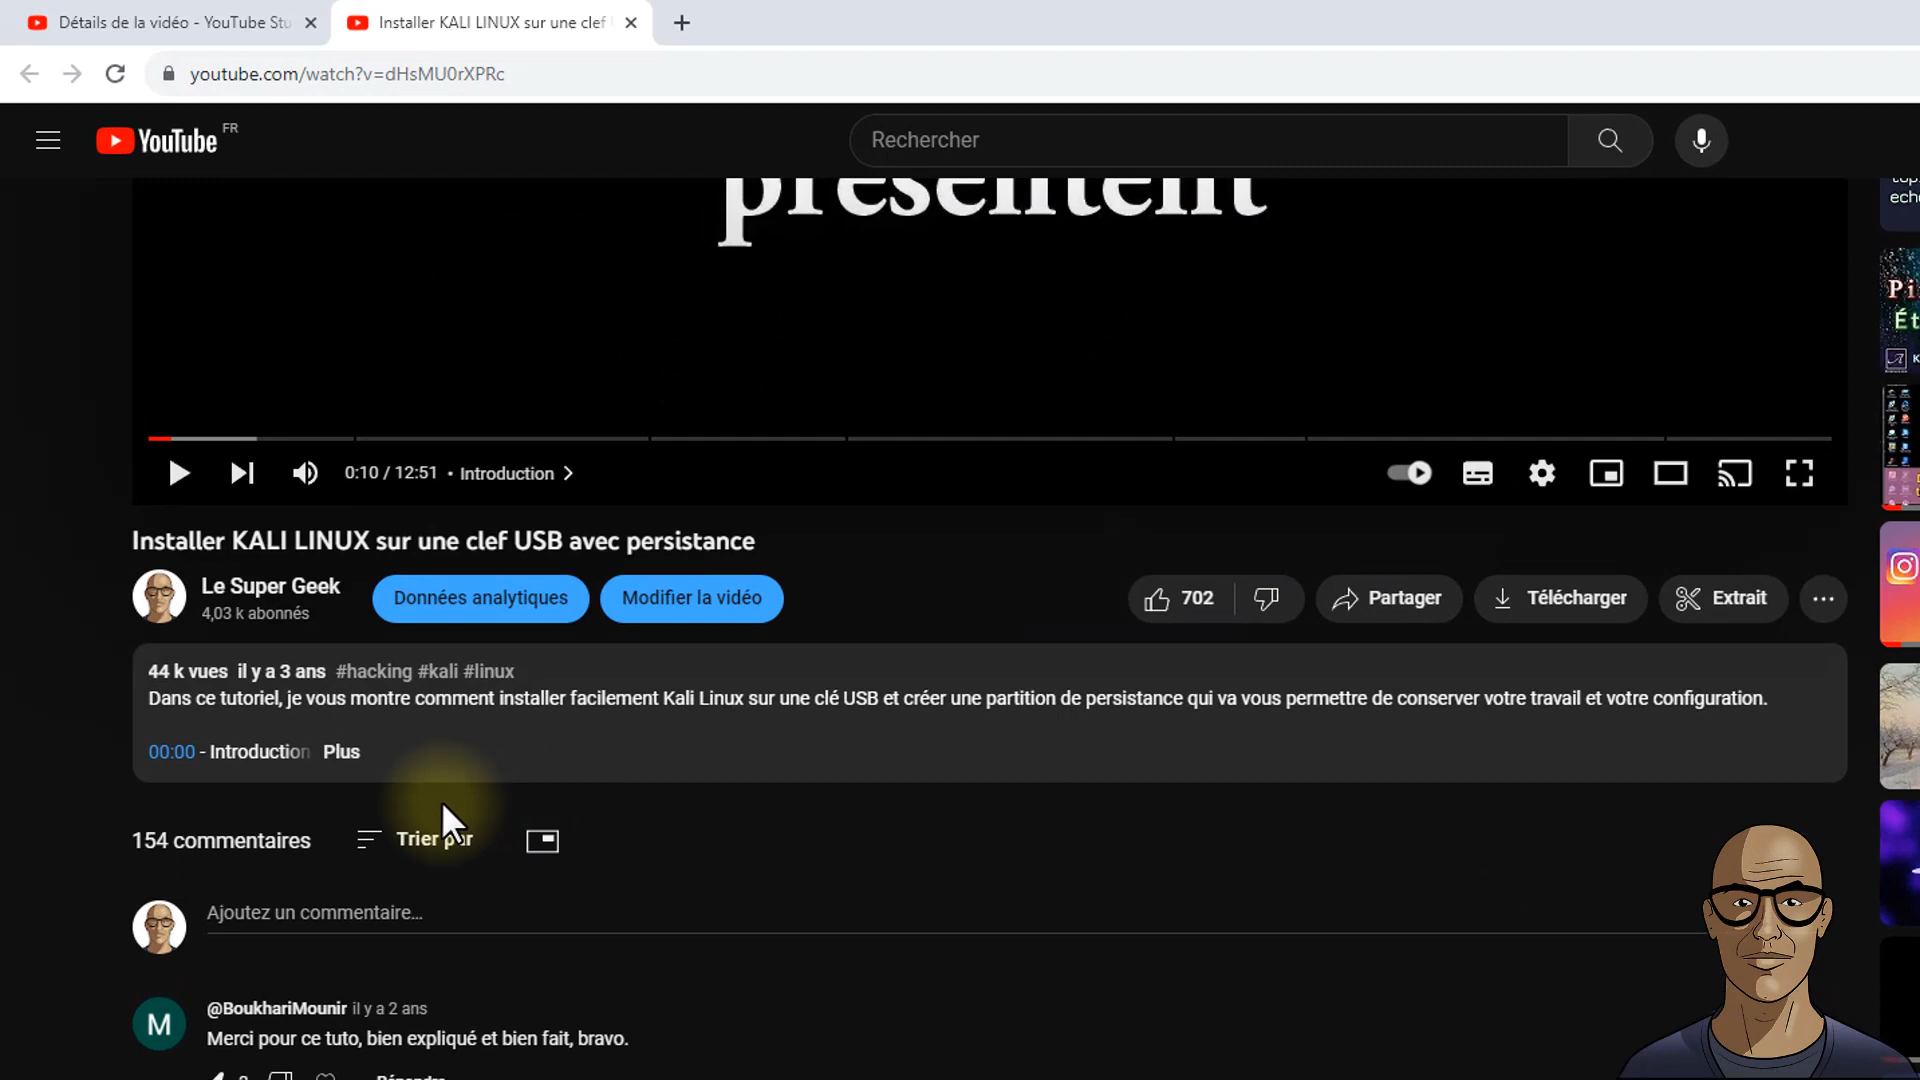 Détails de la vidéo - YouTube Stu
Installer KALI LINUX sur une clef
youtube.com/watch?v=dHsMU0rXPRc
YouTube FR
Rechercher
présentent
0:10 / 12:51 • Introduction
Installer KALI LINUX sur une clef USB avec persistance
Le Super Geek
4,03 k abonnés
Données analytiques
Modifier la vidéo
702
Partager
Télécharger
Extrait
44 k vues il y a 3 ans #hacking #kali #linux
Dans ce tutoriel, je vous montre comment installer facilement Kali Linux sur une clé USB et créer une partition de persistance qui va vous permettre de conserver votre travail et votre configuration.
00:00 - Introduction Plus
154 commentaires
Trier par
Ajoutez un commentaire...
M
@BoukhariMounir il y a 2 ans
Merci pour ce tuto, bien expliqué et bien fait, bravo.
Répondre